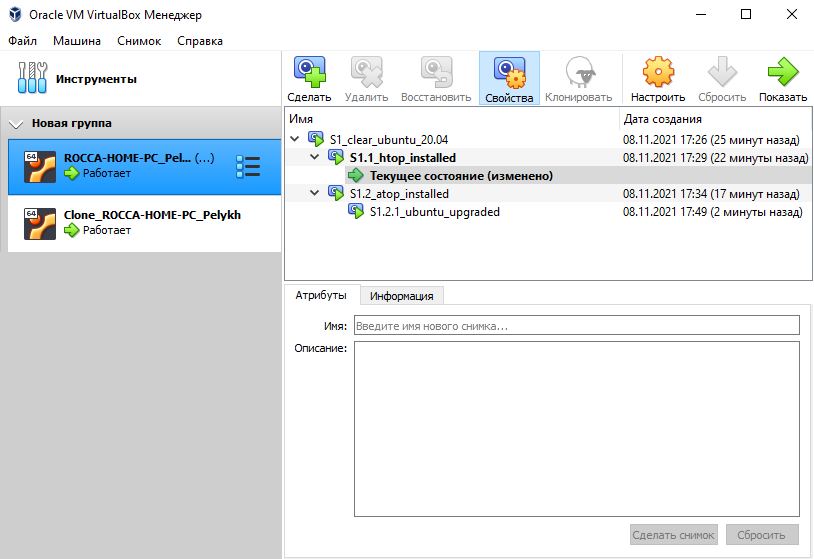 Oracle VM VirtualBox Менеджер
Файл Машина Снимок Справка
Инструменты
Сделать Удалить Восстановить Свойства Клонировать Настроить Сбросить Показать
Новая группа
64
ROCCA-HOME-PC_Pel... (...)
Работает
64
Clone_ROCCA-HOME-PC_Pelykh
Работает
Имя Дата создания
S1_clear_ubuntu_20.04 08.11.2021 17:26 (25 минут назад)
S1.1_htop_installed 08.11.2021 17:29 (22 минуты назад)
Текущее состояние (изменено)
S1.2_atop_installed 08.11.2021 17:34 (17 минут назад)
S1.2.1_ubuntu_upgraded 08.11.2021 17:49 (2 минуты назад)
Атрибуты Информация
Имя: Введите имя нового снимка...
Описание:
Сделать снимок Сбросить